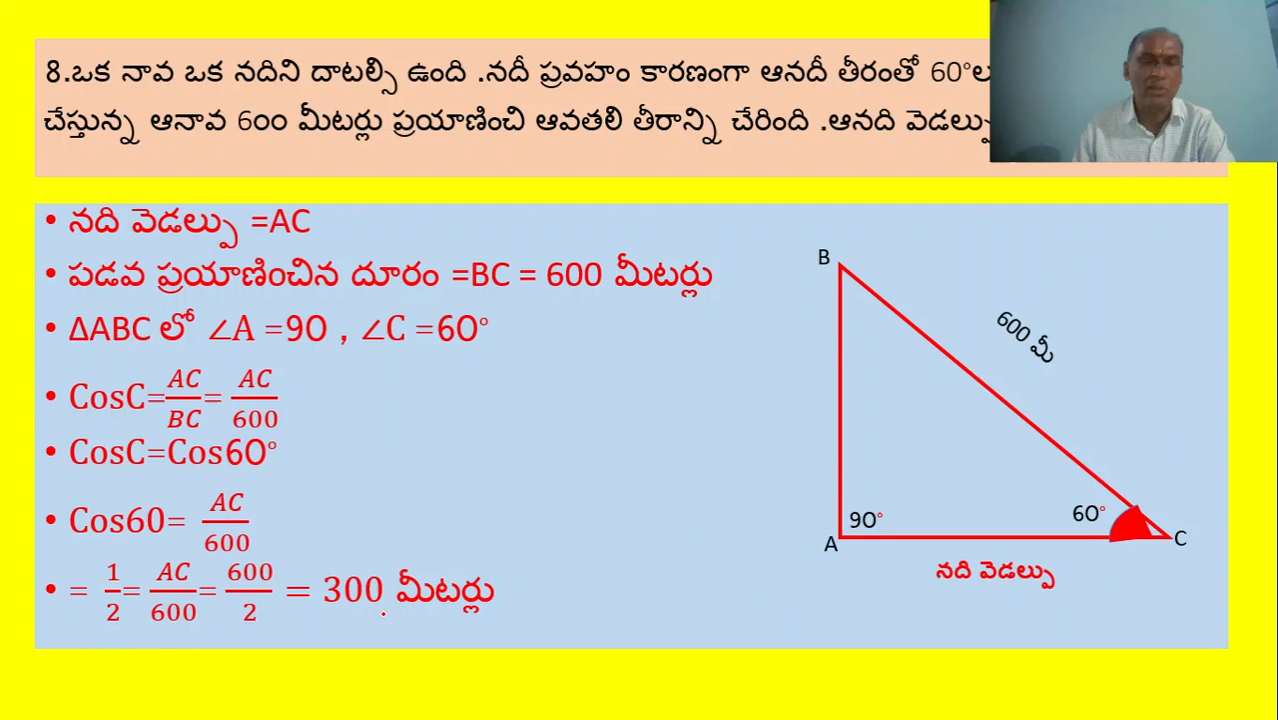 8.ఒక నావ ఒక నదిని దాటల్సి ఉంది .నదీ ప్రవహం కారణంగా ఆనదీ తీరంతో 60°ల
చేస్తున్న ఆనావ 600 మీటర్లు ప్రయాణించి ఆవతలి తీరాన్ని చేరింది .ఆనది వెడల్పు
• నది వెడల్పు =AC
• పడవ ప్రయాణించిన దూరం =BC = 600 మీటర్లు
• ΔABC లో ∠A =90 , ∠C =60°
• CosC=AC/BC= AC/600
• CosC=Cos60°
• Cos60= AC/600
• = 1/2= AC/600= 600/2 = 300 మీటర్లు
B
600 మీ
90°
60°
A
C
నది వెడల్పు